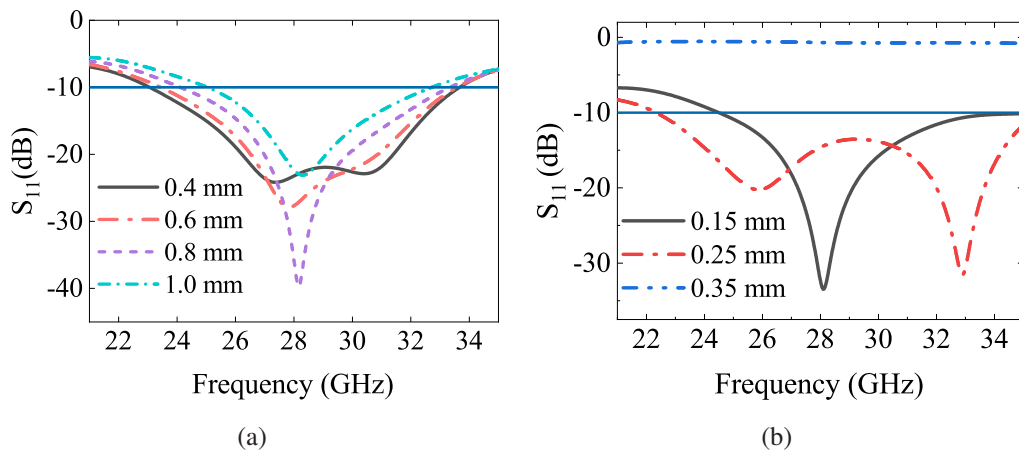 0
-10
-20
-30
-40
S11(dB)
0.4 mm
0.6 mm
0.8 mm
1.0 mm
22 24 26 28 30 32 34
Frequency (GHz)
(a)
0
-10
-20
-30
S11 (dB)
0.15 mm
0.25 mm
0.35 mm
22 24 26 28 30 32 34
Frequency (GHz)
(b)